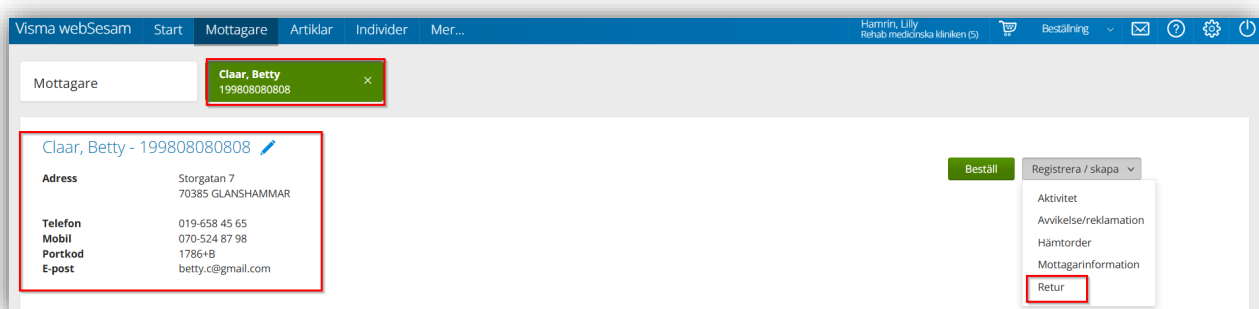 Visma webSesam Start Mottagare Artiklar Individer Mer... Hamrin, Lilly Beställning
Rehab medicinska kliniken (5)
Mottagare
Claar, Betty ×
199808080808
Claar, Betty - 199808080808
Adress Storgatan 7
70385 GLANSHAMMAR
Telefon 019-658 45 65
Mobil 070-524 87 98
Portkod 1786+B
E-post betty.c@gmail.com
Beställ Registrera / skapa
Aktivitet
Avvikelse/reklamation
Hämtorder
Mottagarinformation
Retur